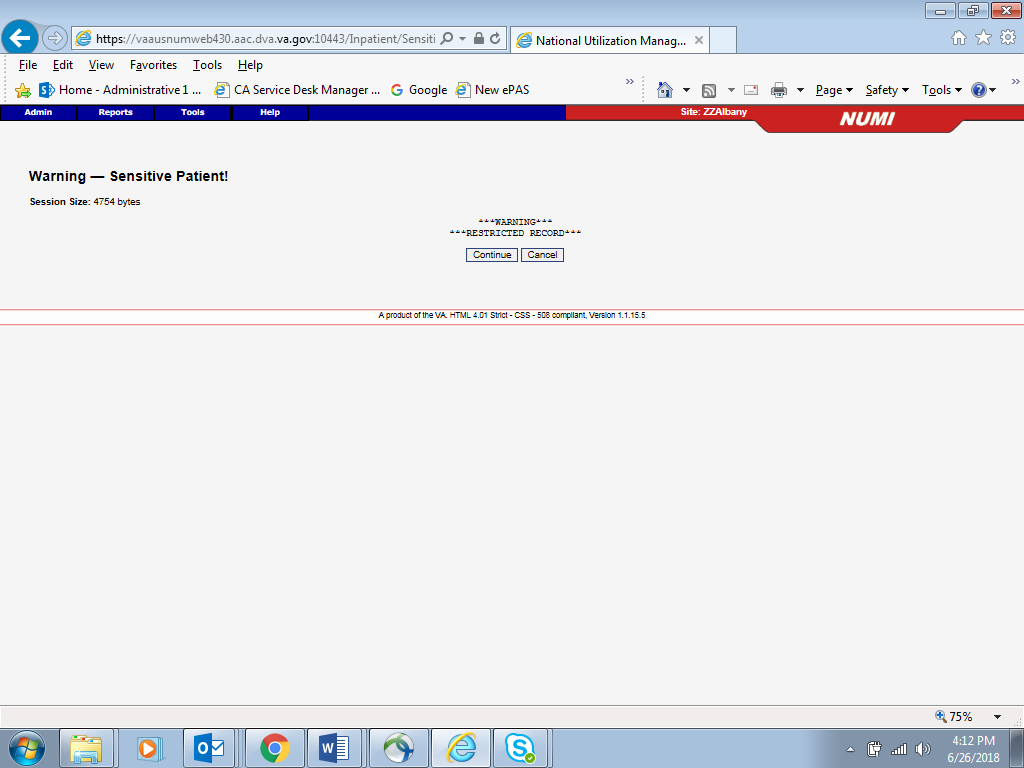 https://vaausnumweb430.aac.dva.va.gov:10443/Inpatient/Sensiti
National Utilization Manag...
File Edit View Favorites Tools Help
Home - Administrative 1 ... CA Service Desk Manager ... Google New ePAS Page Safety Tools
Admin Reports Tools Help Site: ZZAlbany NUMI
Warning — Sensitive Patient!
Session Size: 4754 bytes
***WARNING***
***RESTRICTED RECORD***
Continue Cancel
A product of the VA. HTML 4.01 Strict - CSS - 508 compliant, Version 1.1.15.5
75%
4:12 PM
6/26/2018